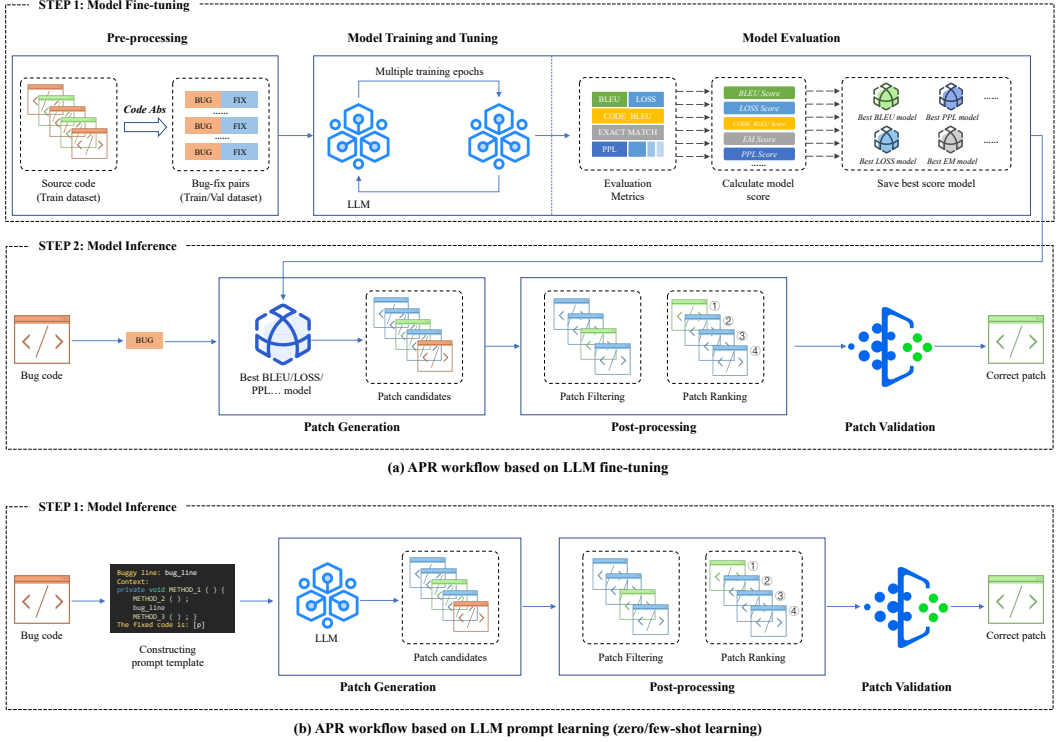 STEP 1: Model Fine-tuning
Pre-processing
Model Training and Tuning
Model Evaluation
Code Abs
BUG FIX
......
BUG FIX
......
BUG FIX
Source code
(Train dataset)
Bug-fix pairs
(Train/Val dataset)
Multiple training epochs
LLM
BLEU LOSS
CODE_BLEU
EXACT MATCH
PPL
Evaluation
Metrics
BLEU Score
LOSS Score
CODE_BLEU Score
EM Score
PPL Score
......
Calculate model
score
Best BLEU model
Best PPL model
......
Best LOSS model
Best EM model
......
Save best score model
STEP 2: Model Inference
</>
Bug code
BUG
Best BLEU/LOSS/
PPL… model
Patch candidates
Patch Generation
Patch Filtering
①
②
③
④
Patch Ranking
Post-processing
Patch Validation
</>
Correct patch
(a) APR workflow based on LLM fine-tuning
STEP 1: Model Inference
</>
Bug code
Buggy line: bug_line
Context:
private void METHOD_1 ( ) {
METHOD_2 ( ) ;
bug_line
METHOD_3 ( ) ; }
The fixed code is: [p]
Constructing
prompt template
LLM
Patch candidates
Patch Generation
Patch Filtering
①
②
③
④
Patch Ranking
Post-processing
Patch Validation
</>
Correct patch
(b) APR workflow based on LLM prompt learning (zero/few-shot learning)